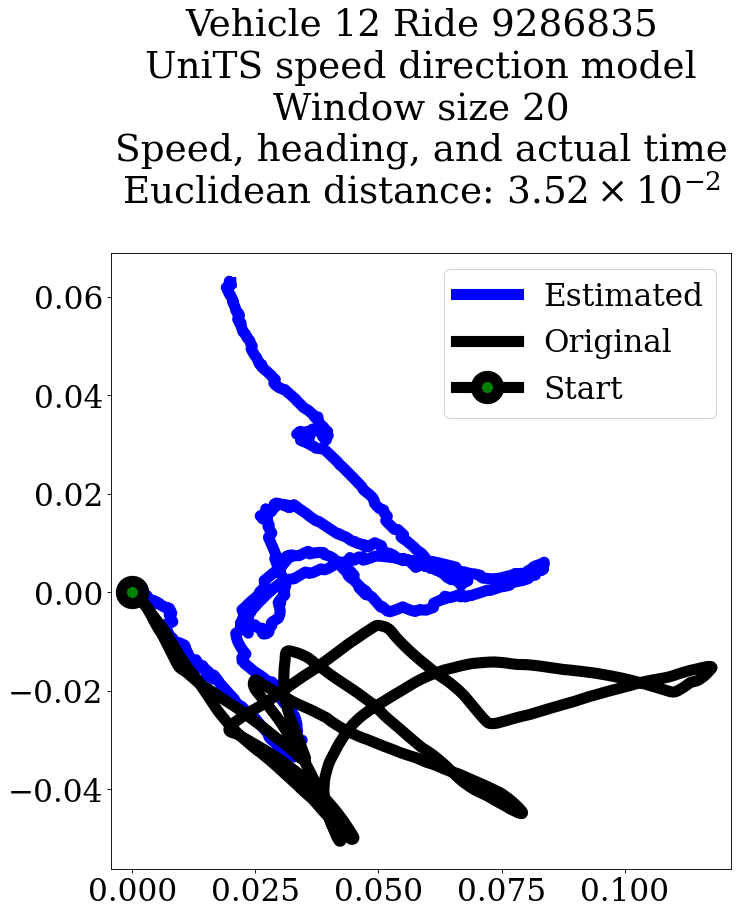 Vehicle 12 Ride 9286835
UniTS speed direction model
Window size 20
Speed, heading, and actual time
Euclidean distance: 3.52 × 10⁻²
Estimated
Original
Start
0.06
0.04
0.02
0.00
−0.02
−0.04
0.000 0.025 0.050 0.075 0.100